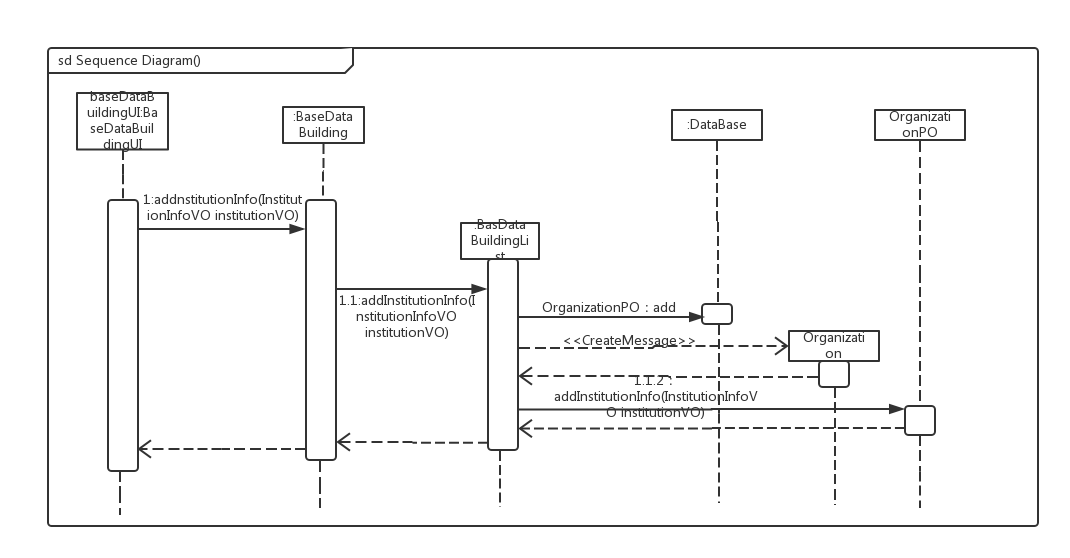 sd Sequence Diagram()
baseDataB
uildingUI:Ba
seDataBuil
dingUI
:BaseData
Building
:DataBase
Organizati
onPO
1:addnstitutionInfo(Institut
ionInfoVO institutionVO)
:BasData
BuildingLi
st
1.1:addInstitutionInfo(I
nstitutionInfoVO
institutionVO)
OrganizationPO：add
<<CreateMessage>>
Organizati
on
1.1.2：
addInstitutionInfo(InstitutionInfoV
O institutionVO)